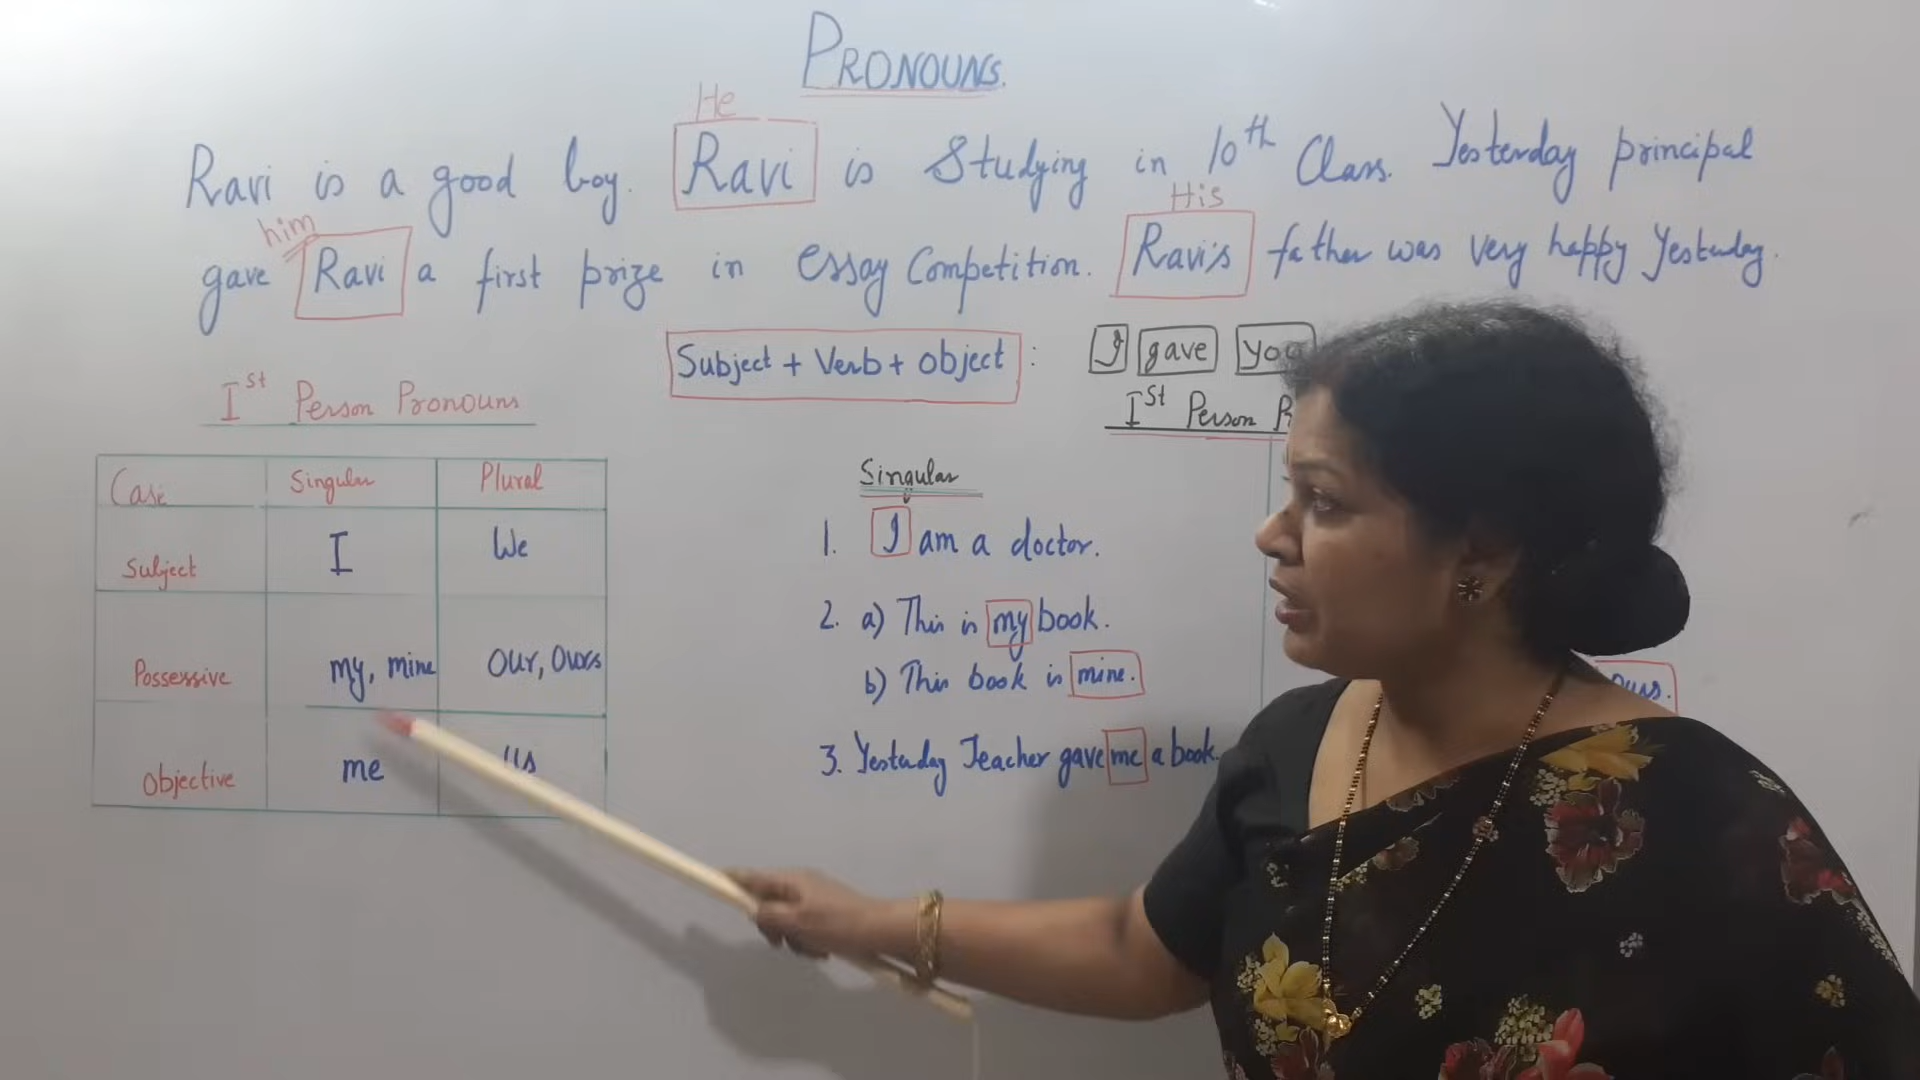 PRONOUNS.
He
Ravi is a good boy. Ravi is Studying in 10th Class. Yesterday principal
him His
gave Ravi a first prize in essay Competition. Ravi's father was very happy Yesterday.
Subject + Verb + object : I gave you
Ist Person Pronouns
Ist Person
Case Singular Plural
Subject I We
Possessive my, mine Our, Ours
Objective me us
Singular
1. I am a doctor.
2. a) This is my book.
b) This book is mine.
ours.
3. Yesterday Teacher gave me a book.